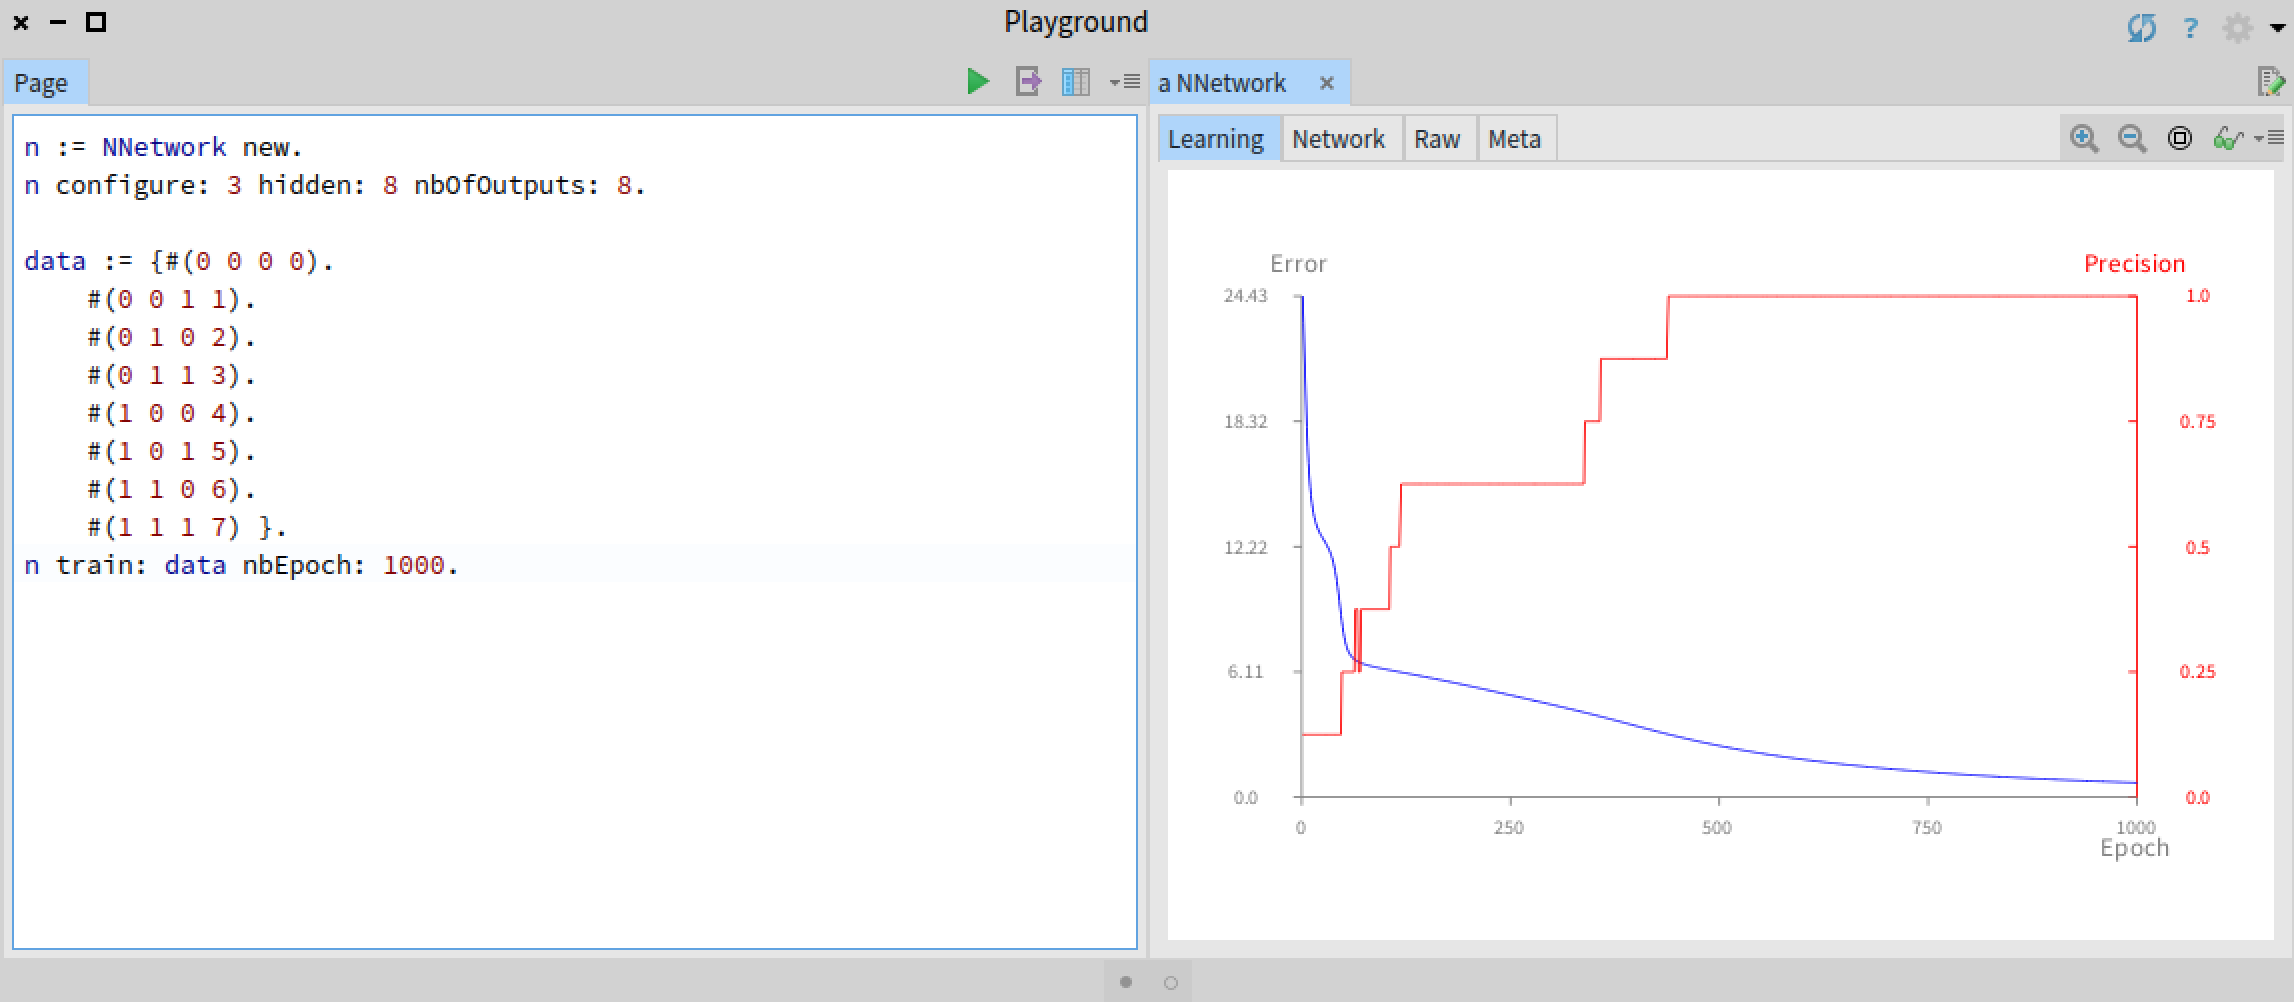 Playground
?
Page
a NNetwork ×
n := NNetwork new.
n configure: 3 hidden: 8 nbOfOutputs: 8.
data := {#(0 0 0 0).
#(0 0 1 1).
#(0 1 0 2).
#(0 1 1 3).
#(1 0 0 4).
#(1 0 1 5).
#(1 1 0 6).
#(1 1 1 7) }.
n train: data nbEpoch: 1000.
Learning Network Raw Meta
Error Precision
24.43 1.0
18.32 0.75
12.22 0.5
6.11 0.25
0.0 0.0
0 250 500 750 1000
Epoch